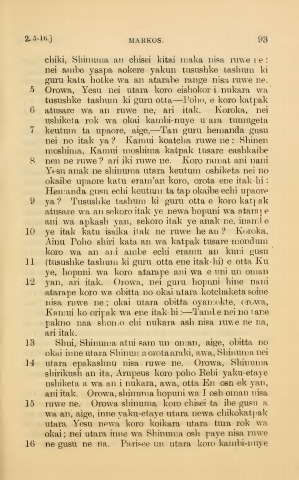 2. 5-16.] MARKOS. 93
chiki, Shinuma an chisei kitai maka nisa ruwe ne:
nei ambe yaspa aokere yakun tusushke tashum ki
guru kata hotke wa an atarabe range nisa ruwe ne.
5 Orowa, Yesu nei utara koro eishokor i nukara wa
tusushke tashum ki guru otta—Poho, e koro katpak
6 atusare wa an ruwe ne, ari itak. Koroka, nei
ushiketa rok wa okai kambi-nuye utara tumugeta
7 keutum ta upaore, aige,—Tan guru hemanda gusu
nei no itak ya? Kamui koatcha ruwe ne: Shinen
moshima, Kamui moshima katpak tusare eashkaibe
8 nen ne ruwe? ari iki ruwe ne. Koro ramat ani nani
Yesu anak ne shinuma utara keutum oshiketa nei no
okaibe upaore katu eraman koro, orota ene itak-hi:
Hemanda gusu echi keutum ta tap okaibe echi upaore
9 ya? Tusushke tashum ki guru otta e koro katpak
atusare wa an sekoro itak ye newa hopuni wa atarabe
ani wa apkash yan, sekoro itak ye anak ne, inambe
10 ye itak katu isaika itak ne ruwe he an? Koroka,
Ainu Poho shiri kata an wa katpak tusare mondum
koro wa an ari ambe echi eraman an kuni gusu
11 (tusushke tashum ki guru otta ene itak-hi) e otta Ku
ye, hopuni wa koro atarape ani wa e uni un oman
12 yan, ari itak. Orowa, nei guru hopuni hine nani
atarape koro wa obitta no okai utara kotchaketa soine
nisa ruwe ne; okai utara obitta oyamokte, orowa,
Kamui ko oripak wa ene itak hi:—Tambe nei no tane
pakno naa shomo chi nukara ash nisa ruwe ne na,
ari itak.
13 Shui, Shinuma atui sam un oman, aige, obitta no
okai inne utara Shinuma orota araki, awa, Shinuma nei
14 utara epakashnu nisa ruwe ne. Orowa, Shinuma
shirikush an ita, Arupeus koro poho Rebi yaku-etaye
ushiketa a wa an i nukara, awa, otta En osh ek yan,
ani itak. Orowa, shinuma hopuni wa I osh oman nisa
15 ruwe ne. Orowa shinuma koro chisei ta ibe gusu a
wa an, aige, inne yaku-etaye utara newa chikokatpak
utara Yesu newa koro koikara utara tura rok wa
okai; nei utara inne wa Shinuma osh paye nisa ruwe
16 ne gusu ne na. Parisee un utara koro kambi-nuye